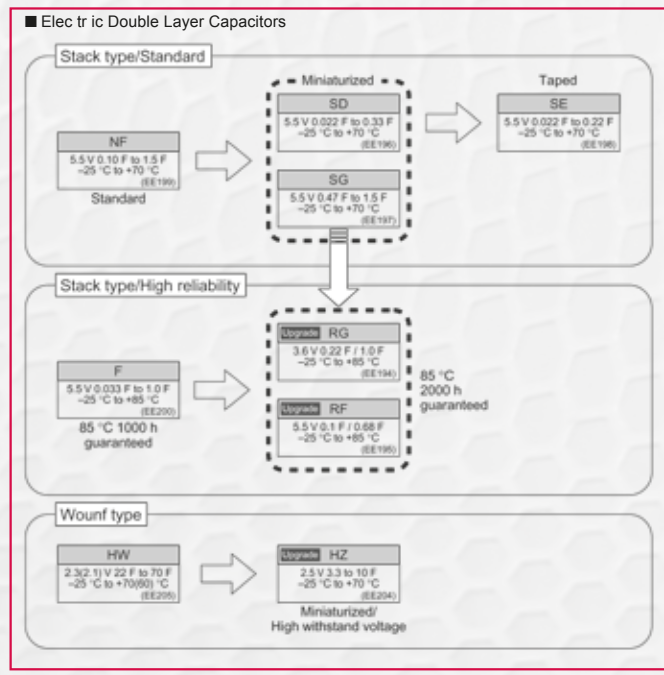 ■ Elec tr ic Double Layer Capacitors
Stack type/Standard
Miniaturized
Taped
SD
5.5 V 0.022 F to 0.33 F
–25 °C to +70 °C
(EE196)
SE
5.5 V 0.022 F to 0.22 F
–25 °C to +70 °C
(EE198)
NF
5.5 V 0.10 F to 1.5 F
–25 °C to +70 °C
(EE199)
Standard
SG
5.5 V 0.47 F to 1.5 F
–25 °C to +70 °C
(EE197)
Stack type/High reliability
Upgrade RG
3.6 V 0.22 F / 1.0 F
–25 °C to +85 °C
(EE194)
F
5.5 V 0.033 F to 1.0 F
–25 °C to +85 °C
(EE200)
85 °C 1000 h
guaranteed
Upgrade RF
5.5 V 0.1 F / 0.68 F
–25 °C to +85 °C
(EE195)
85 °C
2000 h
guaranteed
Wounf type
HW
2.3(2.1) V 22 F to 70 F
–25 °C to +70(60) °C
(EE205)
Upgrade HZ
2.5 V 3.3 to 10 F
–25 °C to +70 °C
(EE204)
Miniaturized/
High withstand voltage